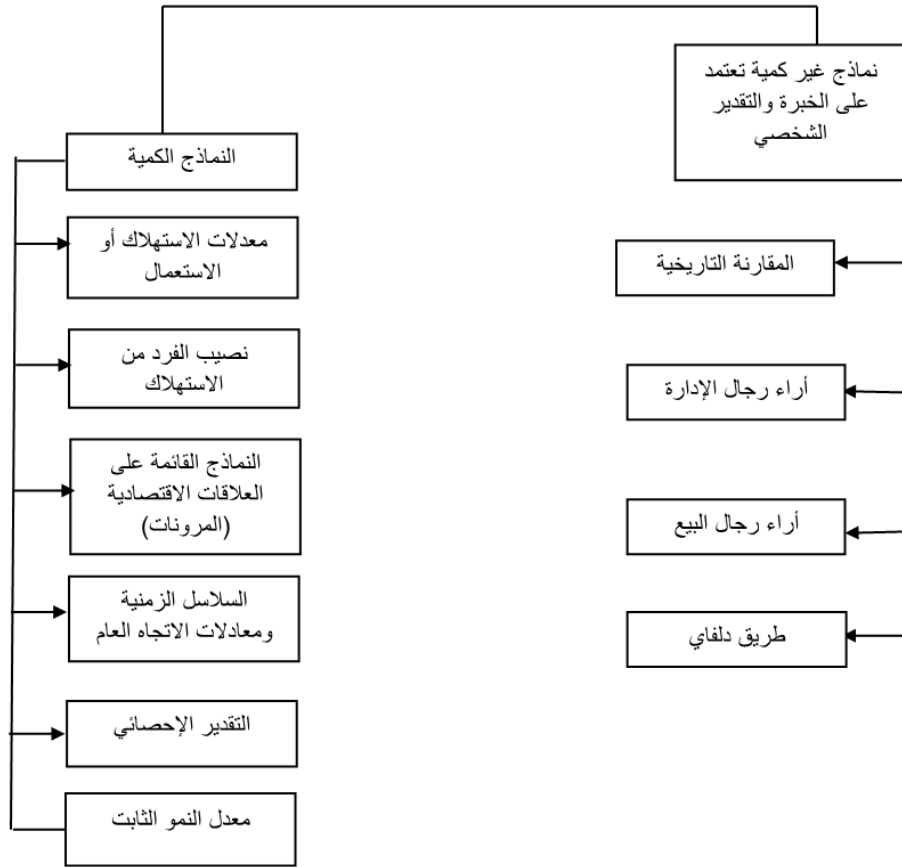 نماذج غير كمية تعتمد
على الخبرة والتقدير
الشخصي
المقارنة التاريخية
أراء رجال الإدارة
أراء رجال البيع
طريق دلفاي
النماذج الكمية
معدلات الاستهلاك أو
الاستعمال
نصيب الفرد من
الاستهلاك
النماذج القائمة على
العلاقات الاقتصادية
(المرونات)
السلاسل الزمنية
ومعادلات الاتجاه العام
التقدير الإحصائي
معدل النمو الثابت